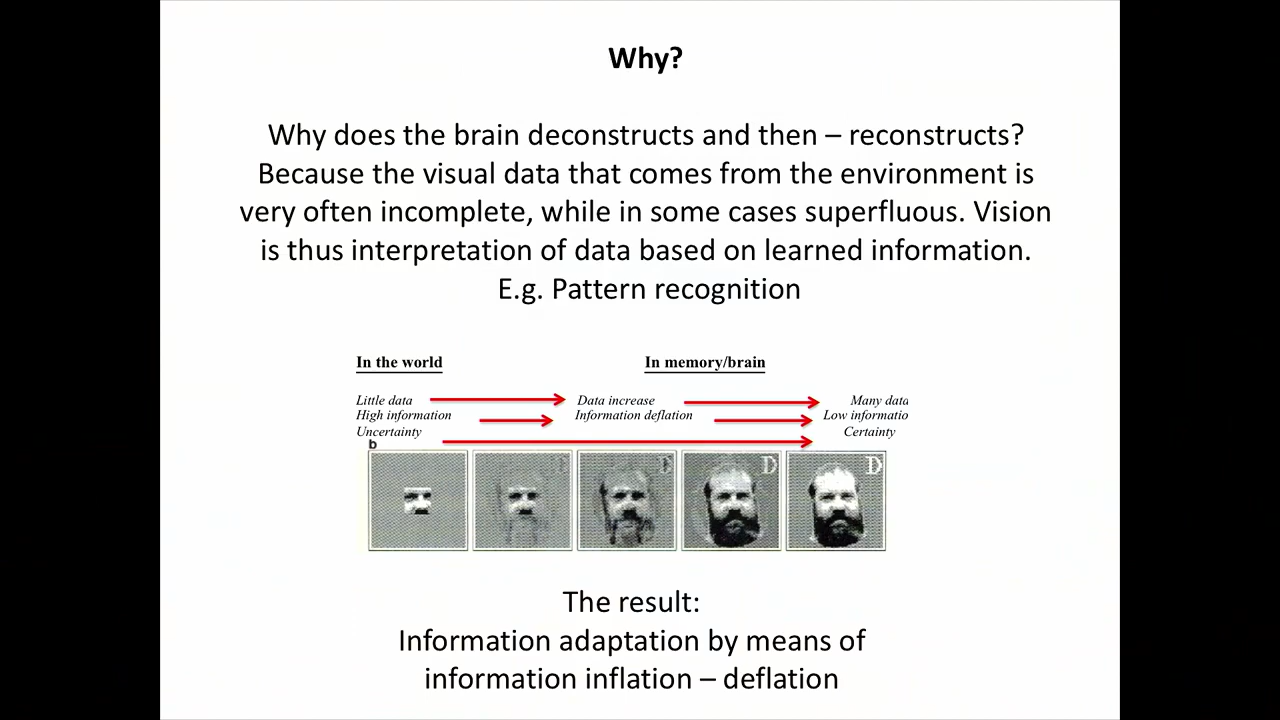 Why?
Why does the brain deconstructs and then – reconstructs?
Because the visual data that comes from the environment is
very often incomplete, while in some cases superfluous. Vision
is thus interpretation of data based on learned information.
E.g. Pattern recognition
In the world In memory/brain
Little data Data increase Many data
High information Information deflation Low informatio
Uncertainty Certainty
b
D D D D
The result:
Information adaptation by means of
information inflation – deflation